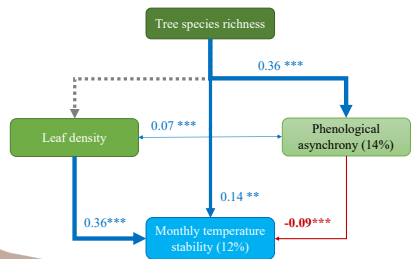 Tree species richness
0.36 ***
0.07 ***
Leaf density
Phenological
asynchrony (14%)
0.14 **
0.36***
-0.09***
Monthly temperature
stability (12%)